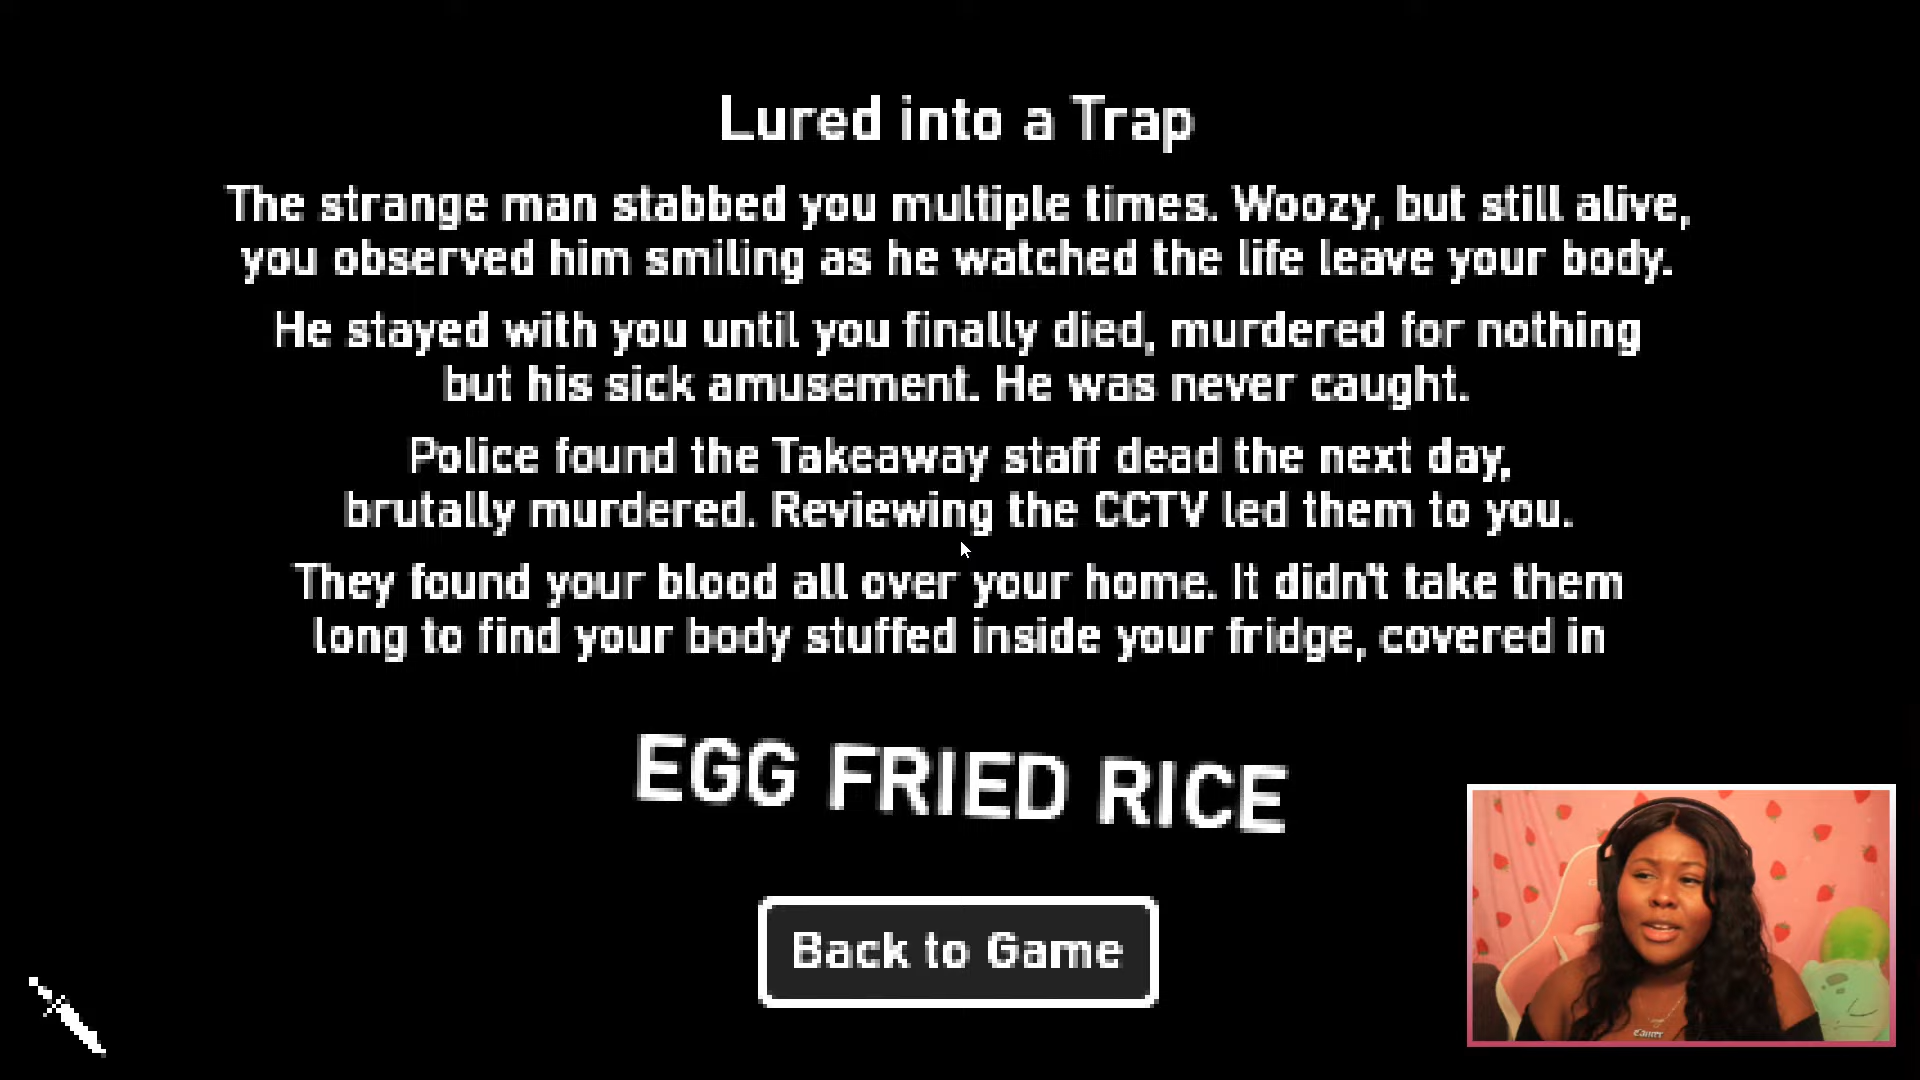 Lured into a Trap
The strange man stabbed you multiple times. Woozy, but still alive,
you observed him smiling as he watched the life leave your body.
He stayed with you until you finally died, murdered for nothing
but his sick amusement. He was never caught.
Police found the Takeaway staff dead the next day,
brutally murdered. Reviewing the CCTV led them to you.
They found your blood all over your home. It didn't take them
long to find your body stuffed inside your fridge, covered in
EGG FRIED RICE
Back to Game